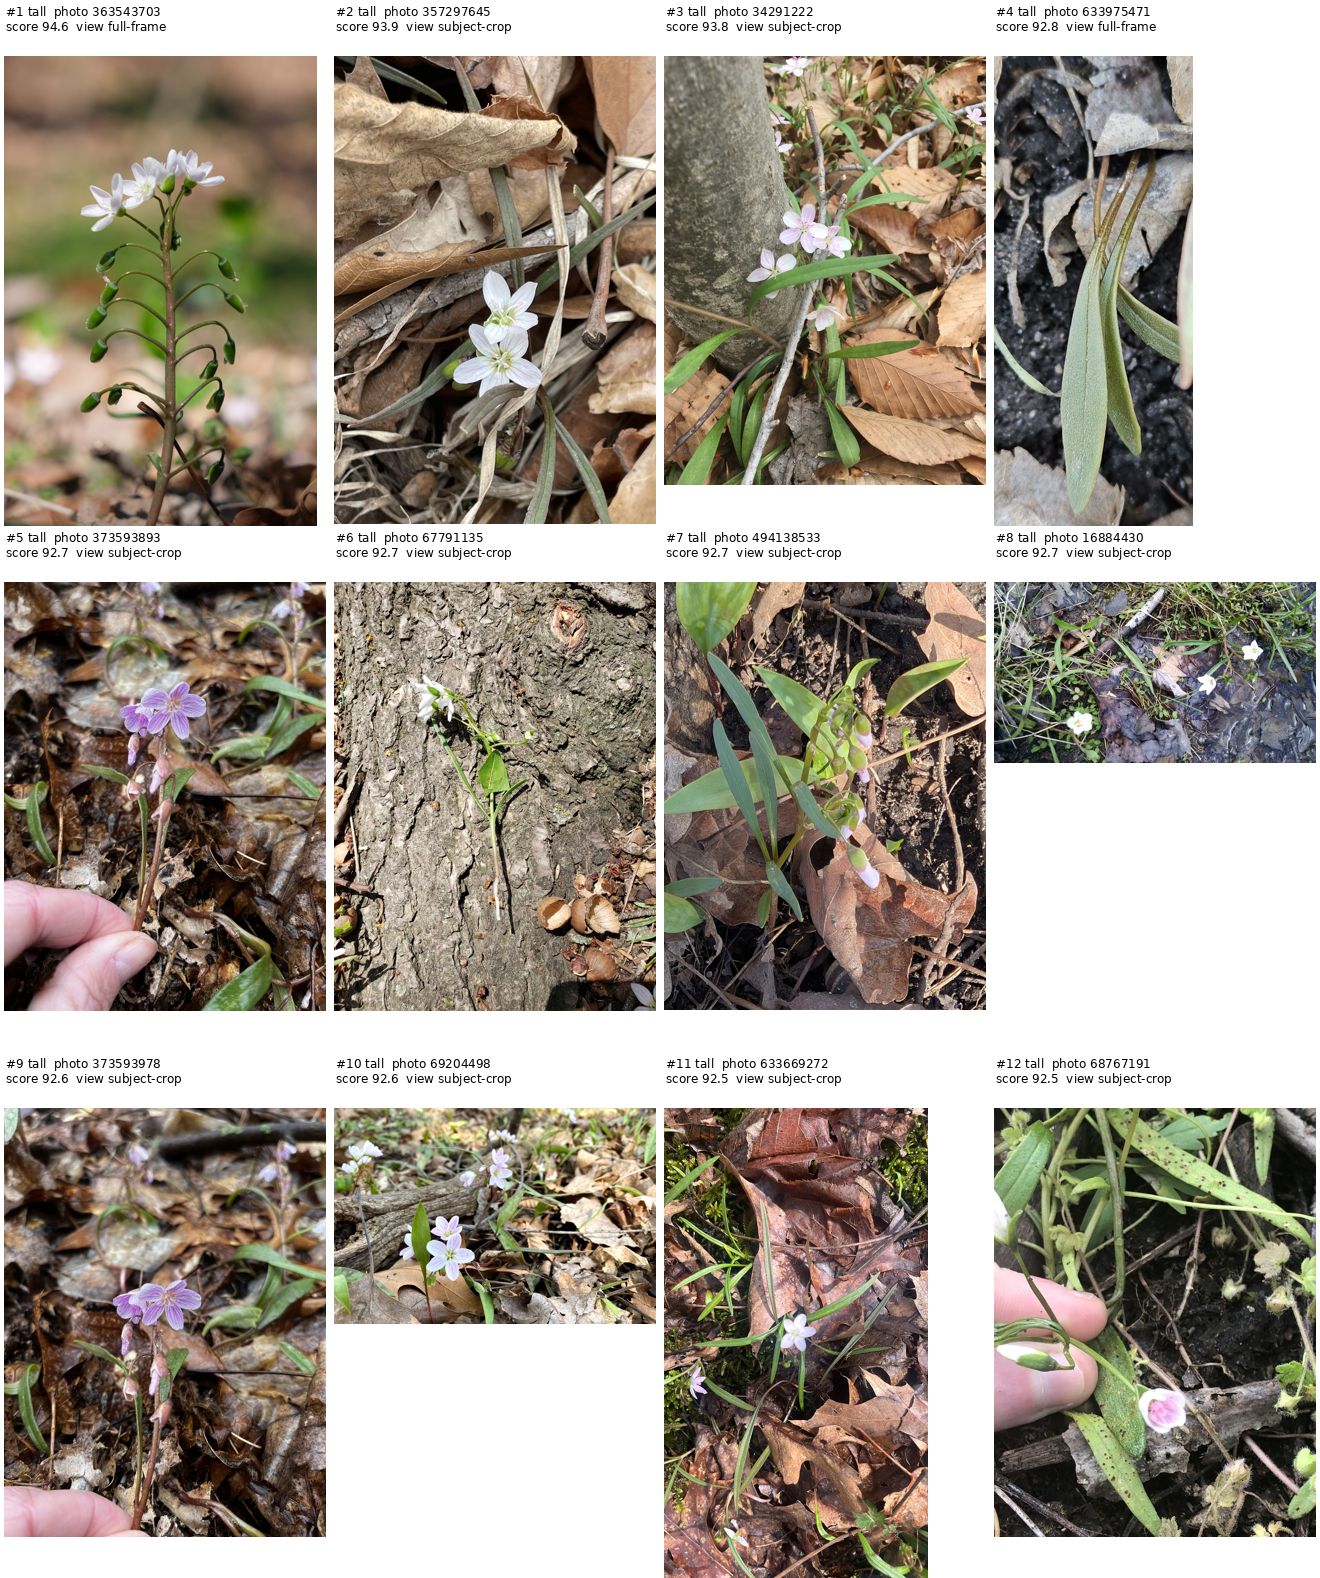 #1 tall photo 363543703
score 94.6 view full-frame
#2 tall photo 357297645
score 93.9 view subject-crop
#3 tall photo 34291222
score 93.8 view subject-crop
#4 tall photo 633975471
score 92.8 view full-frame
#5 tall photo 373593893
score 92.7 view subject-crop
#6 tall photo 67791135
score 92.7 view subject-crop
#7 tall photo 494138533
score 92.7 view subject-crop
#8 tall photo 16884430
score 92.7 view subject-crop
#9 tall photo 373593978
score 92.6 view subject-crop
#10 tall photo 69204498
score 92.6 view subject-crop
#11 tall photo 633669272
score 92.5 view subject-crop
#12 tall photo 68767191
score 92.5 view subject-crop